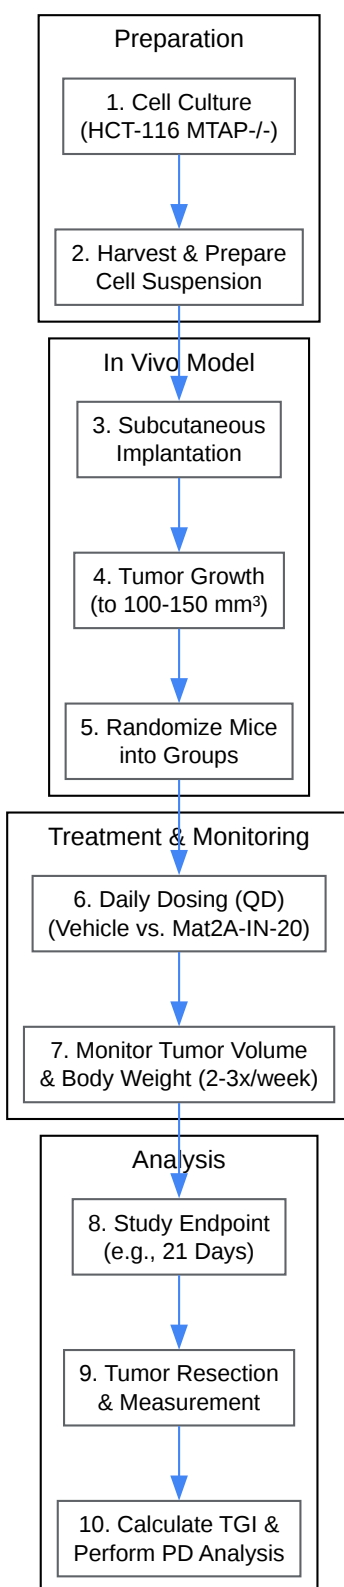 Preparation
1. Cell Culture
(HCT-116 MTAP-/-)
2. Harvest & Prepare
Cell Suspension
In Vivo Model
3. Subcutaneous
Implantation
4. Tumor Growth
(to 100-150 mm³)
5. Randomize Mice
into Groups
Treatment & Monitoring
6. Daily Dosing (QD)
(Vehicle vs. Mat2A-IN-20)
7. Monitor Tumor Volume
& Body Weight (2-3x/week)
Analysis
8. Study Endpoint
(e.g., 21 Days)
9. Tumor Resection
& Measurement
10. Calculate TGI &
Perform PD Analysis